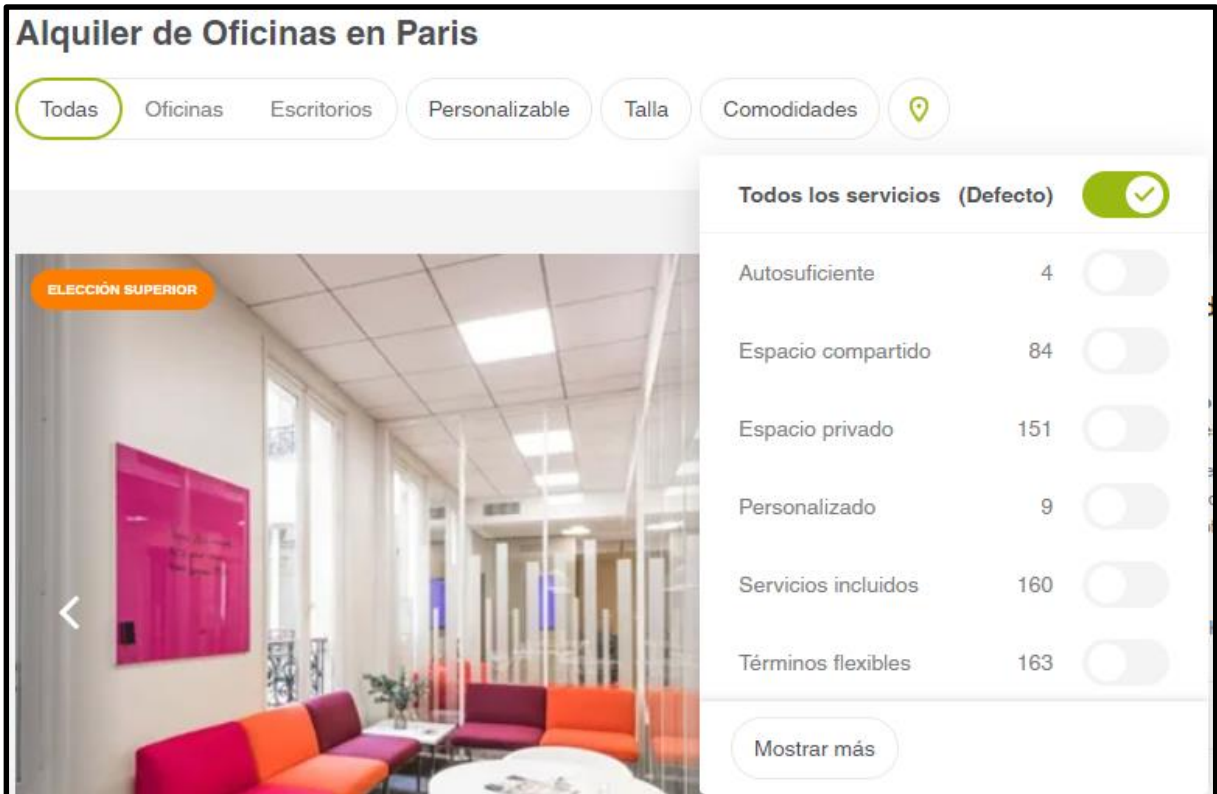 Alquiler de Oficinas en Paris
Todas Oficinas Escritorios Personalizable Talla Comodidades
Todos los servicios (Defecto)
ELECCIÓN SUPERIOR
Autosuficiente 4
Espacio compartido 84
Espacio privado 151
Personalizado 9
Servicios incluidos 160
Términos flexibles 163
Mostrar más